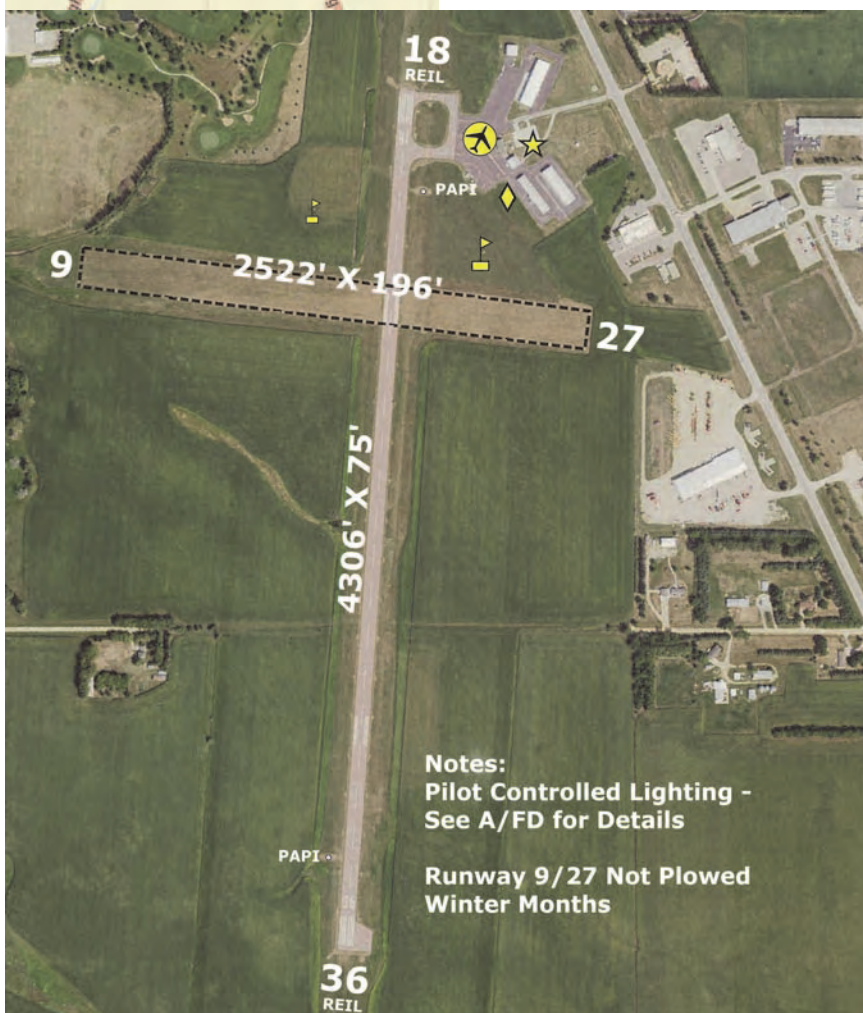 18
REIL
PAPI
9
2522' X 196'
27
4306' X 75'
Notes:
Pilot Controlled Lighting -
See A/FD for Details
PAPI
Runway 9/27 Not Plowed
Winter Months
36
REIL